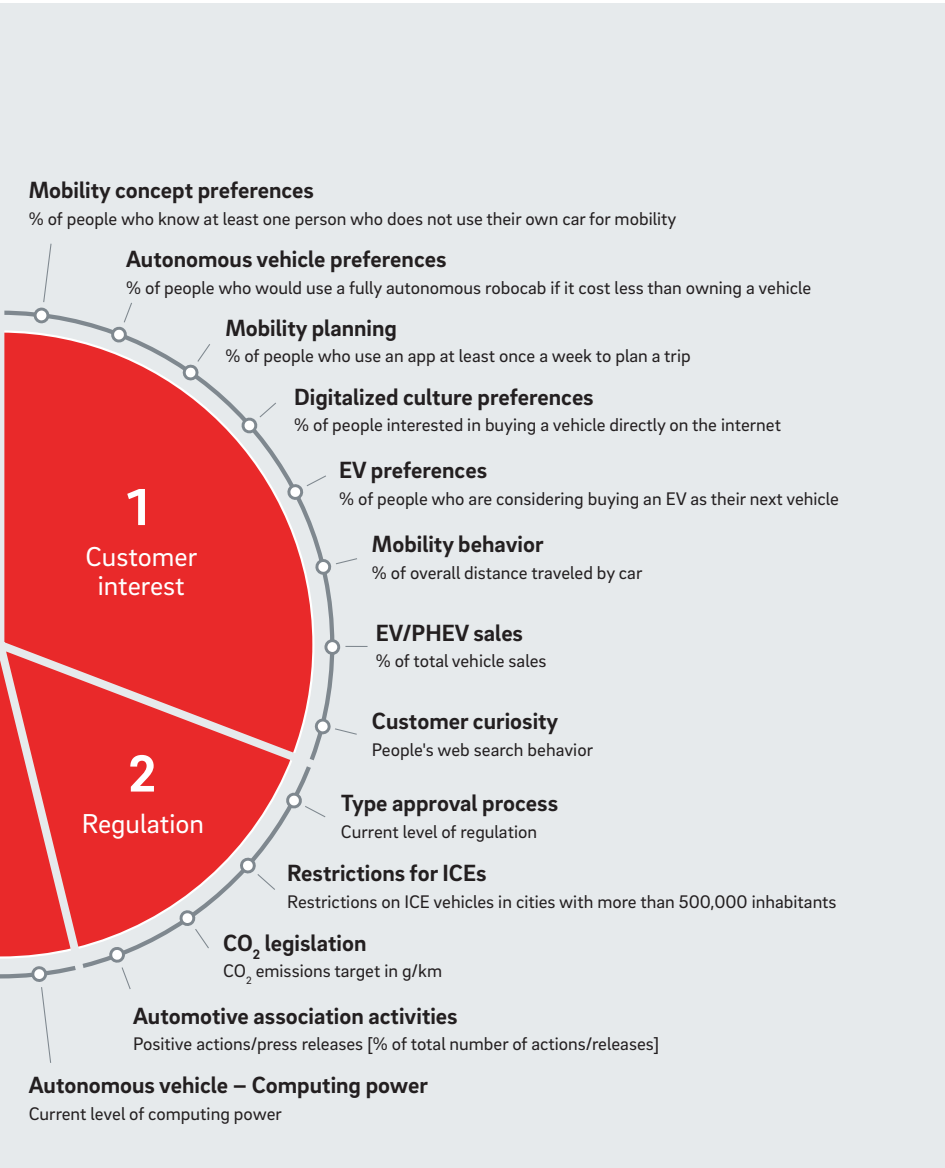 Mobility concept preferences
% of people who know at least one person who does not use their own car for mobility
Autonomous vehicle preferences
% of people who would use a fully autonomous robocab if it cost less than owning a vehicle
Mobility planning
% of people who use an app at least once a week to plan a trip
Digitalized culture preferences
% of people interested in buying a vehicle directly on the internet
EV preferences
% of people who are considering buying an EV as their next vehicle
1
Customer
interest
Mobility behavior
% of overall distance traveled by car
EV/PHEV sales
% of total vehicle sales
Customer curiosity
People's web search behavior
2
Regulation
Type approval process
Current level of regulation
Restrictions for ICEs
Restrictions on ICE vehicles in cities with more than 500,000 inhabitants
CO₂ legislation
CO₂ emissions target in g/km
Automotive association activities
Positive actions/press releases [% of total number of actions/releases]
Autonomous vehicle – Computing power
Current level of computing power